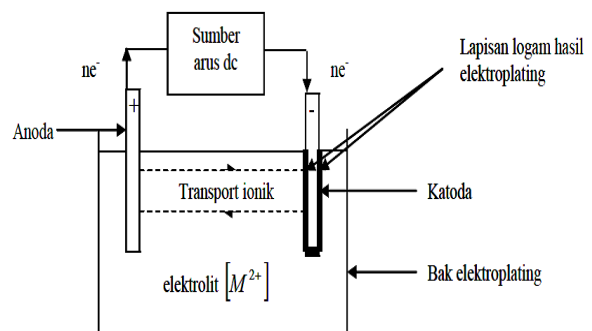 Sumber
arus dc
Lapisan logam hasil
elektroplating
ne⁻
ne⁻
+
-
Anoda
Transport ionik
Katoda
elektrolit [M²⁺]
Bak elektroplating